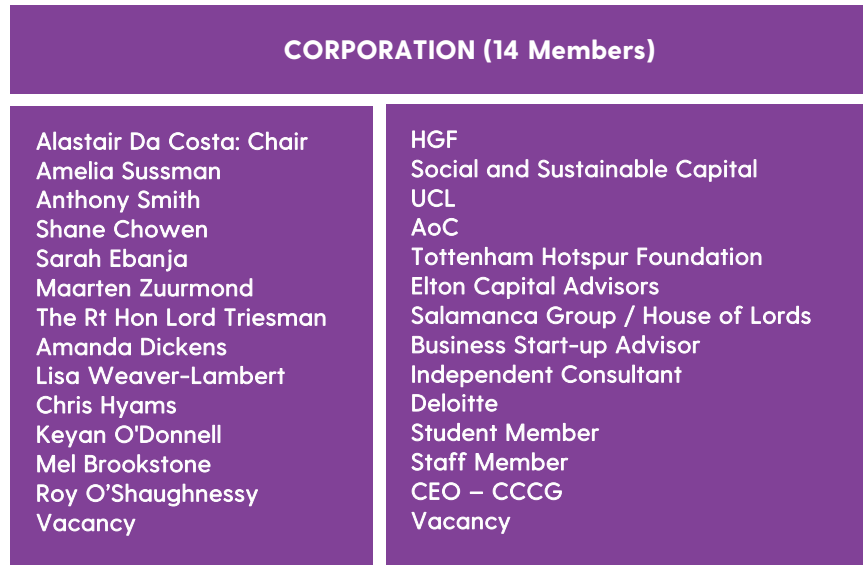 CORPORATION (14 Members)
Alastair Da Costa: Chair
Amelia Sussman
Anthony Smith
Shane Chowen
Sarah Ebanja
Maarten Zuurmond
The Rt Hon Lord Triesman
Amanda Dickens
Lisa Weaver-Lambert
Chris Hyams
Keyan O'Donnell
Mel Brookstone
Roy O’Shaughnessy
Vacancy
HGF
Social and Sustainable Capital
UCL
AoC
Tottenham Hotspur Foundation
Elton Capital Advisors
Salamanca Group / House of Lords
Business Start-up Advisor
Independent Consultant
Deloitte
Student Member
Staff Member
CEO – CCCG
Vacancy